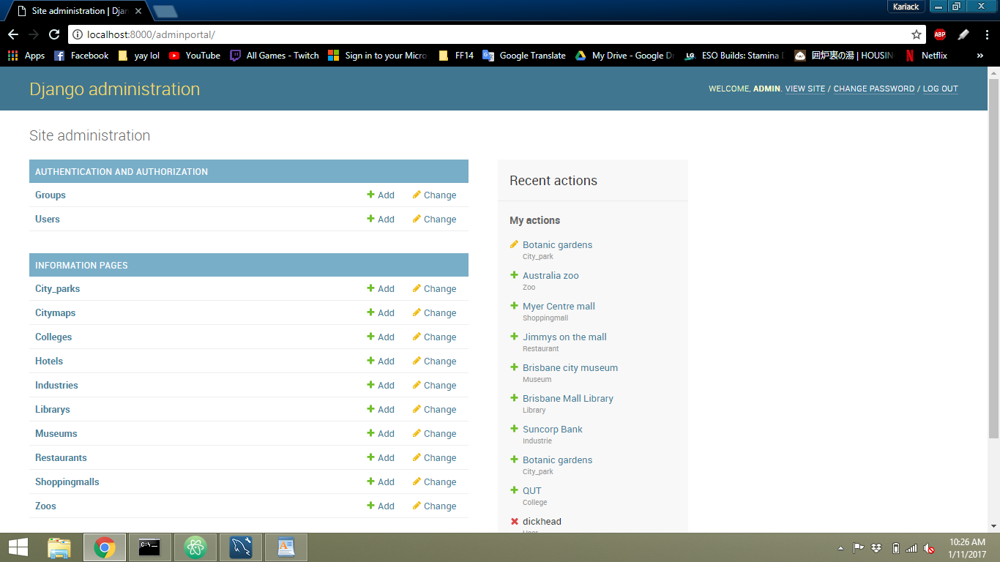 Kariack
Site administration | Djan
localhost:8000/adminportal/
ABP
Apps Facebook yay lol YouTube All Games - Twitch Sign in to your Micro FF14 Google Translate My Drive - Google Dr LG ESO Builds: Stamina D 囲炉裏の湯 | HOUSIN Netflix »
Django administration
WELCOME, ADMIN. VIEW SITE / CHANGE PASSWORD / LOG OUT
Site administration
AUTHENTICATION AND AUTHORIZATION
Groups Add Change
Users Add Change
INFORMATION PAGES
City_parks Add Change
Citymaps Add Change
Colleges Add Change
Hotels Add Change
Industries Add Change
Librarys Add Change
Museums Add Change
Restaurants Add Change
Shoppingmalls Add Change
Zoos Add Change
Recent actions
My actions
Botanic gardens
City_park
Australia zoo
Zoo
Myer Centre mall
Shoppingmall
Jimmys on the mall
Restaurant
Brisbane city museum
Museum
Brisbane Mall Library
Library
Suncorp Bank
Industrie
Botanic gardens
City_park
QUT
College
dickhead
C:\.
10:26 AM
1/11/2017